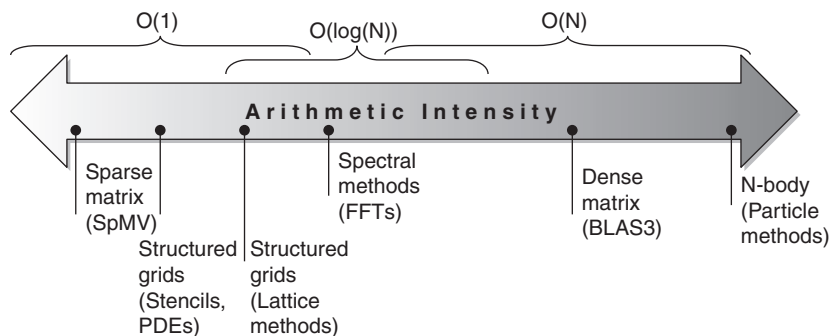 O(1)
O(log(N))
O(N)
Arithmetic Intensity
Sparse
matrix
(SpMV)
Structured
grids
(Stencils,
PDEs)
Structured
grids
(Lattice
methods)
Spectral
methods
(FFTs)
Dense
matrix
(BLAS3)
N-body
(Particle
methods)